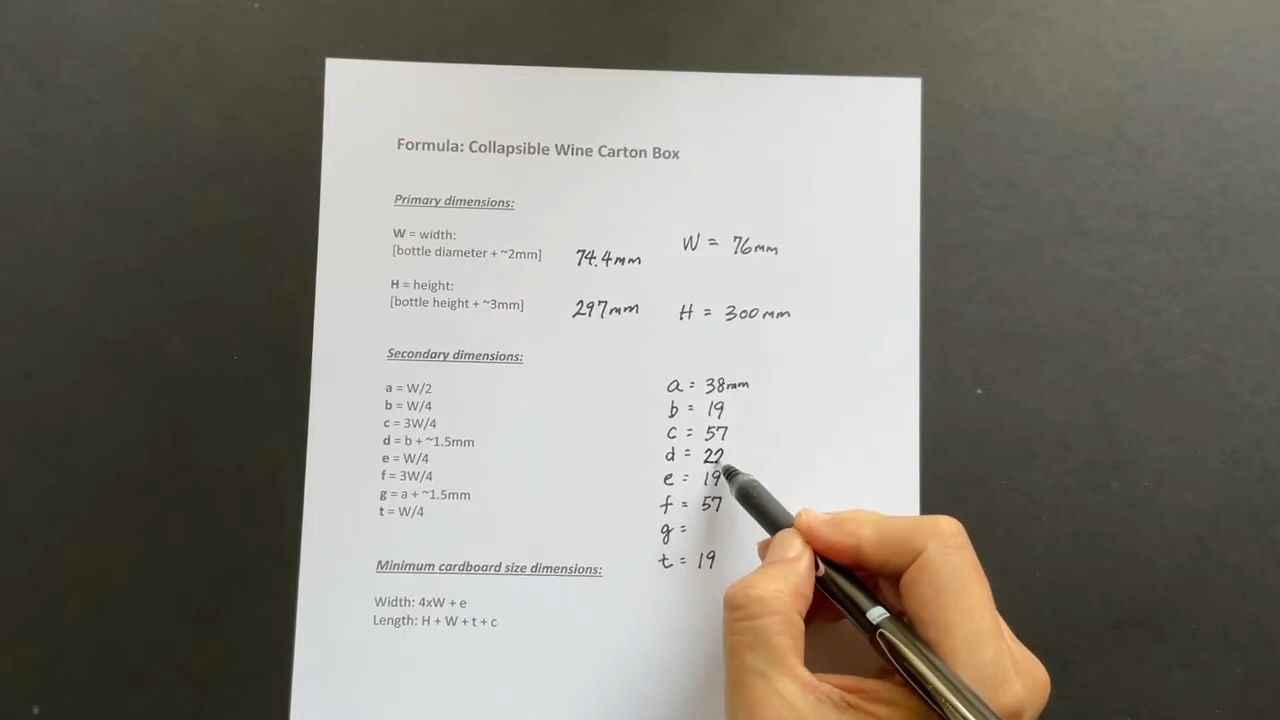 Formula: Collapsible Wine Carton Box
Primary dimensions:
W = width:
[bottle diameter + ~2mm] 74.4mm W = 76mm
H = height:
[bottle height + ~3mm] 297mm H = 300mm
Secondary dimensions:
a = W/2 a = 38mm
b = W/4 b = 19
c = 3W/4 c = 57
d = b + ~1.5mm d = 22
e = W/4 e = 19
f = 3W/4 f = 57
g = a + ~1.5mm g =
t = W/4 t = 19
Minimum cardboard size dimensions:
Width: 4xW + e
Length: H + W + t + c